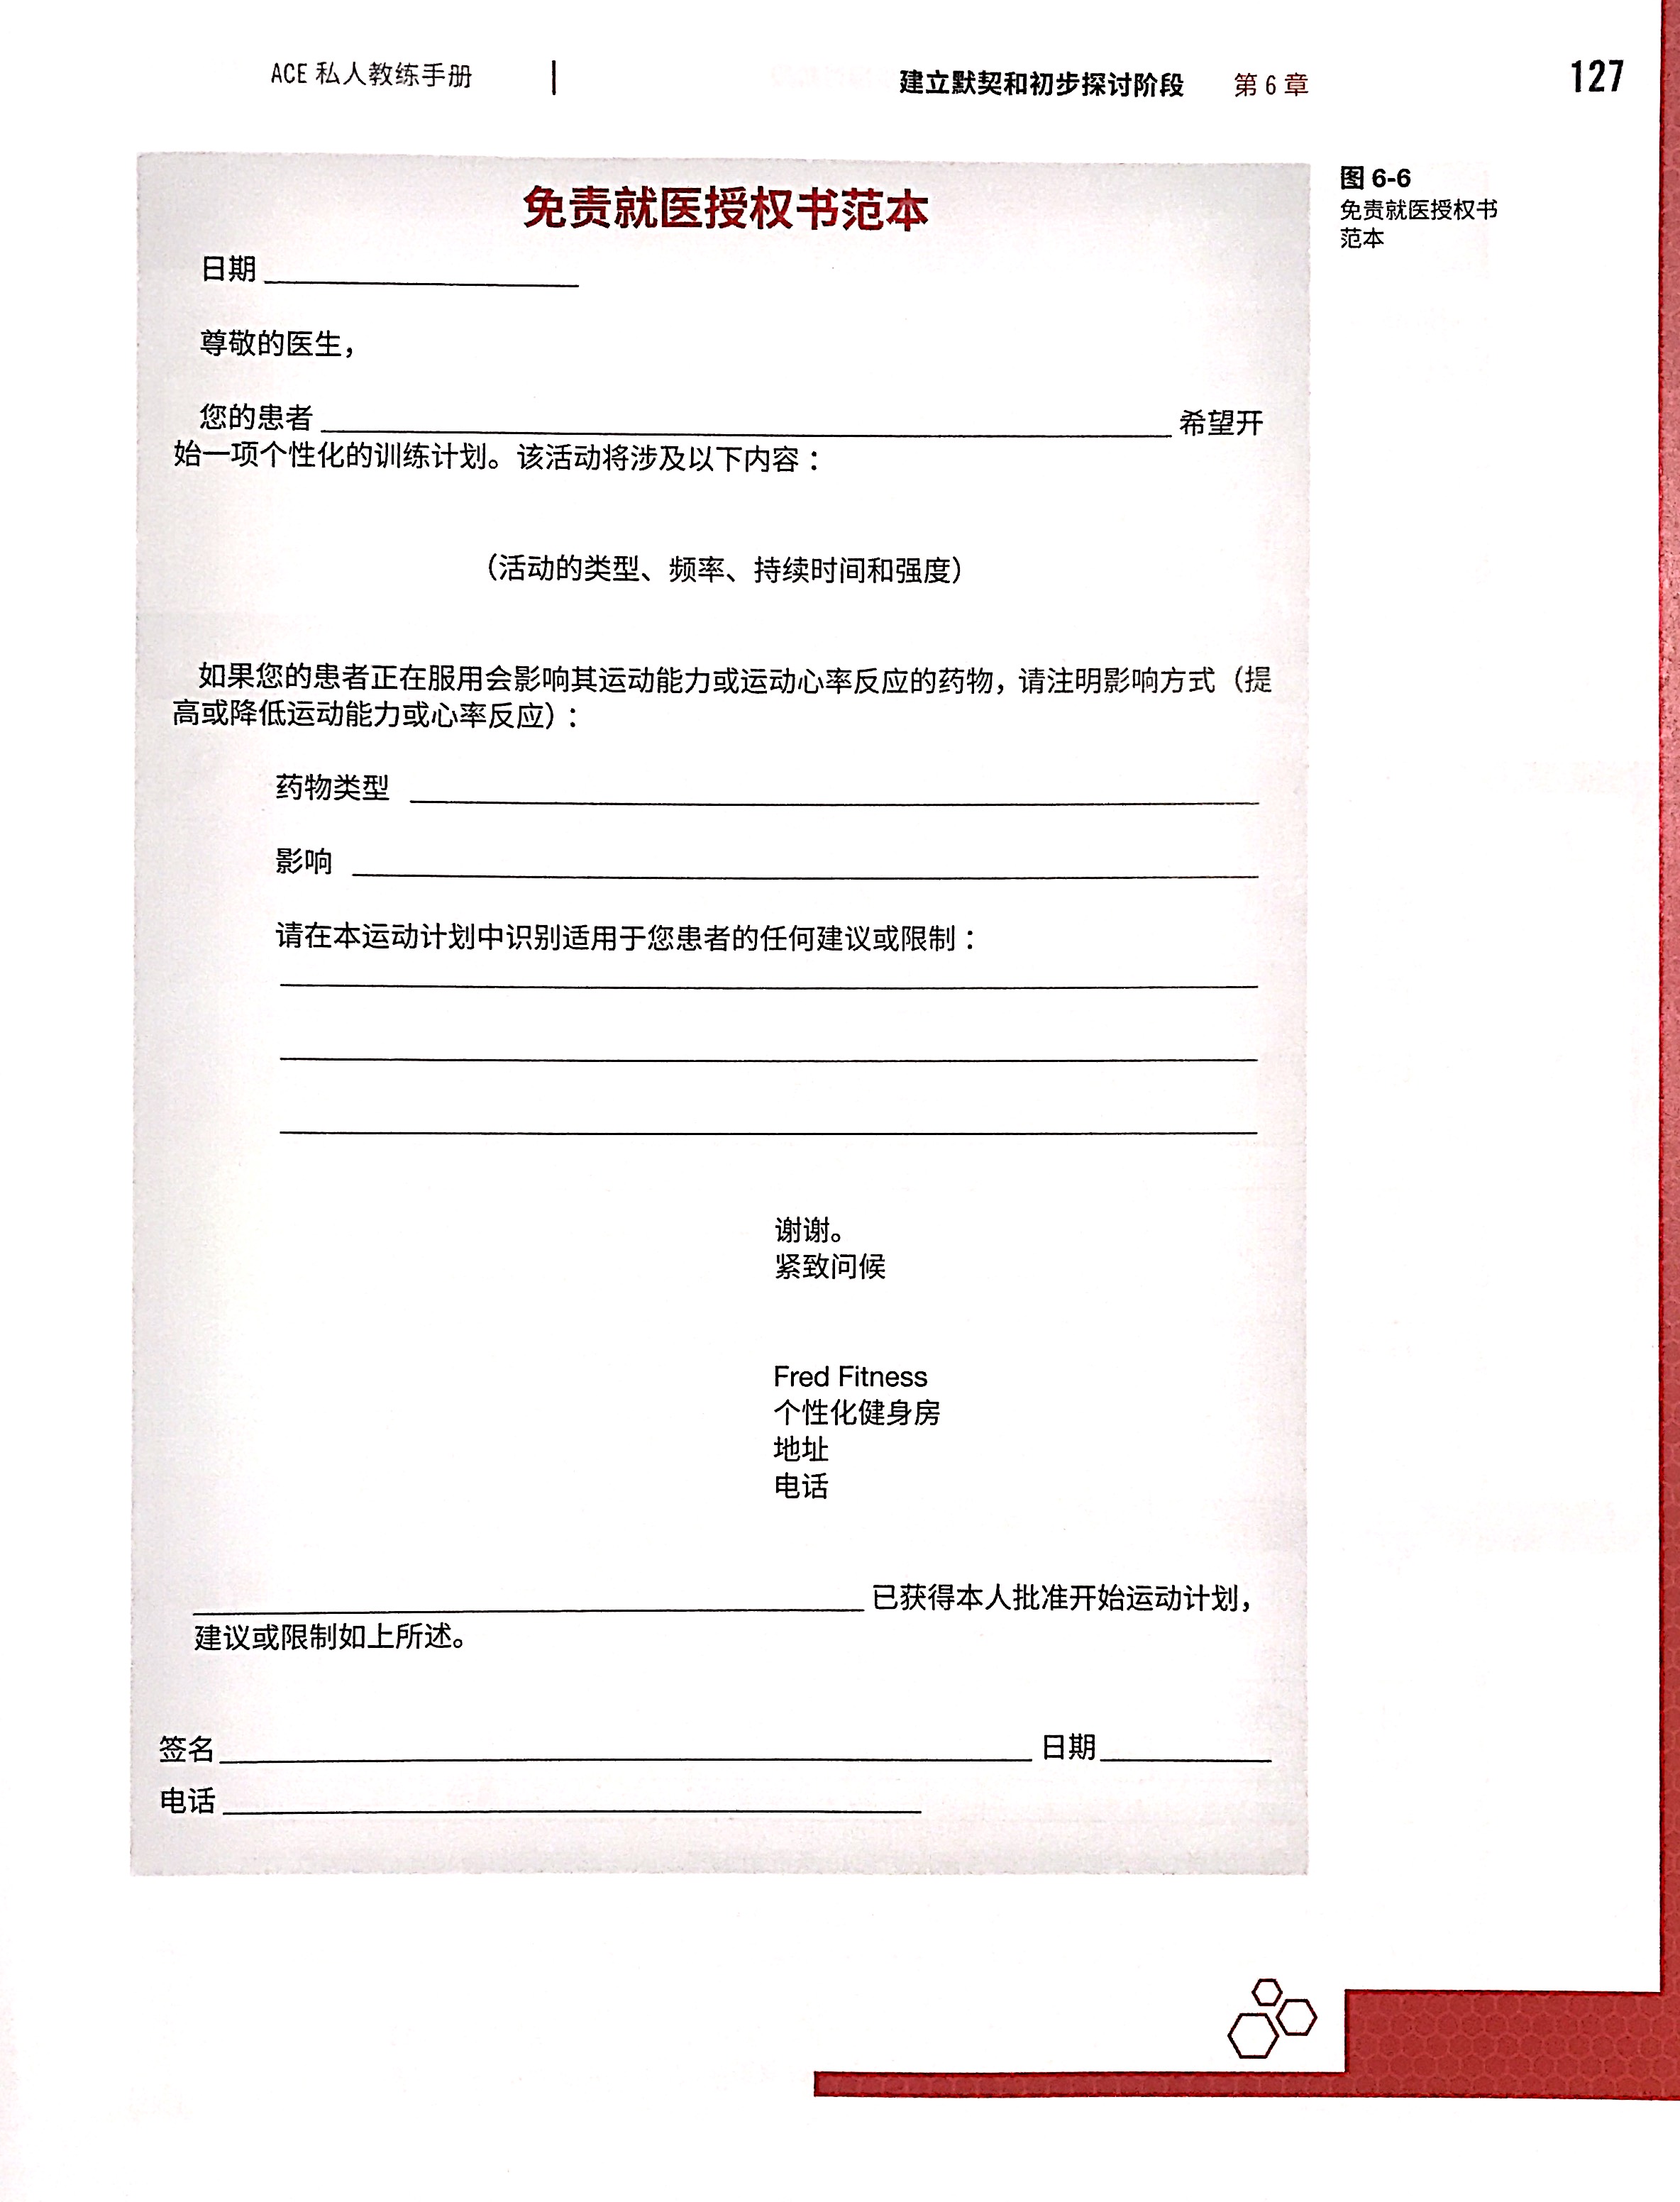 ACE 私人教练手册 | 建立默契和初步探讨阶段 第 6 章 127
图 6-6
免责就医授权书
范本
免责就医授权书范本
日期
尊敬的医生，
您的患者 希望开
始一项个性化的训练计划。该活动将涉及以下内容：
（活动的类型、频率、持续时间和强度）
如果您的患者正在服用会影响其运动能力或运动心率反应的药物，请注明影响方式（提
高或降低运动能力或心率反应）：
药物类型
影响
请在本运动计划中识别适用于您患者的任何建议或限制：
谢谢。
紧致问候
Fred Fitness
个性化健身房
地址
电话
已获得本人批准开始运动计划，
建议或限制如上所述。
签名 日期
电话